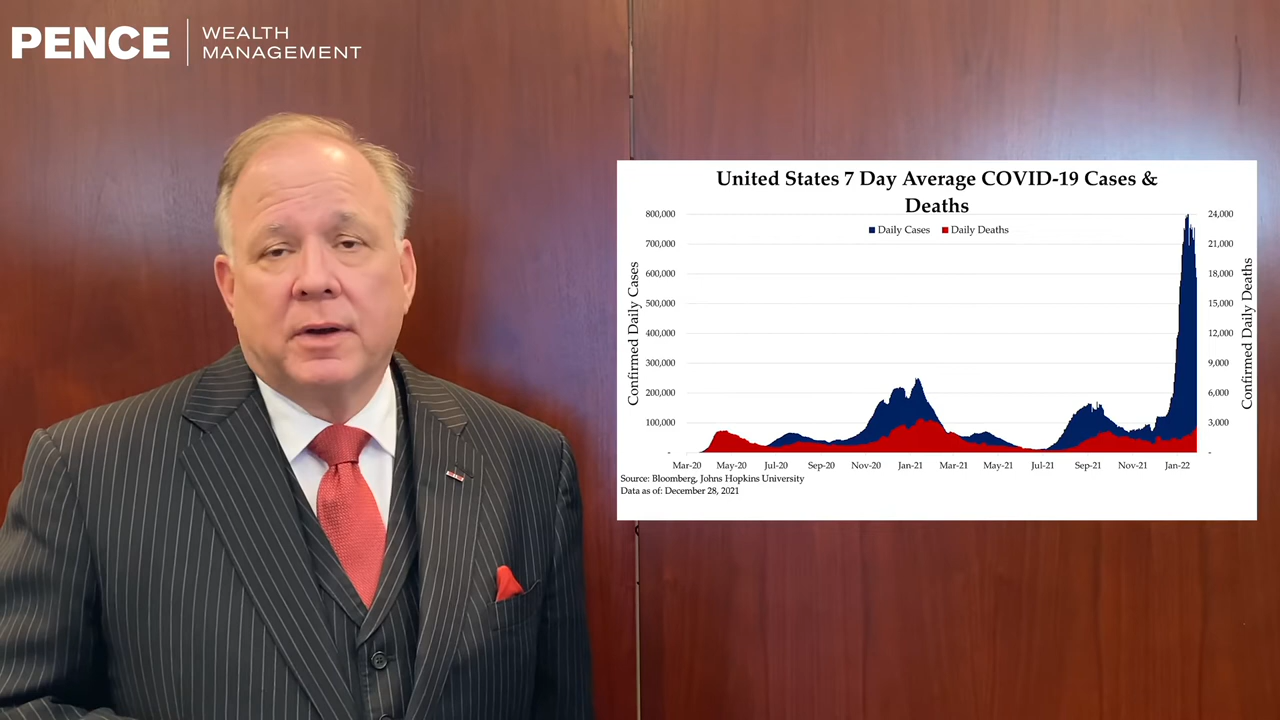 PENCE
WEALTH
MANAGEMENT
United States 7 Day Average COVID-19 Cases &
Deaths
Daily Cases
Daily Deaths
Confirmed Daily Cases
800,000
700,000
600,000
500,000
400,000
300,000
200,000
100,000
-
24,000
21,000
18,000
15,000
12,000
9,000
6,000
3,000
-
Confirmed Daily Deaths
Mar-20 May-20 Jul-20 Sep-20 Nov-20 Jan-21 Mar-21 May-21 Jul-21 Sep-21 Nov-21 Jan-22
Source: Bloomberg, Johns Hopkins University
Data as of: December 28, 2021